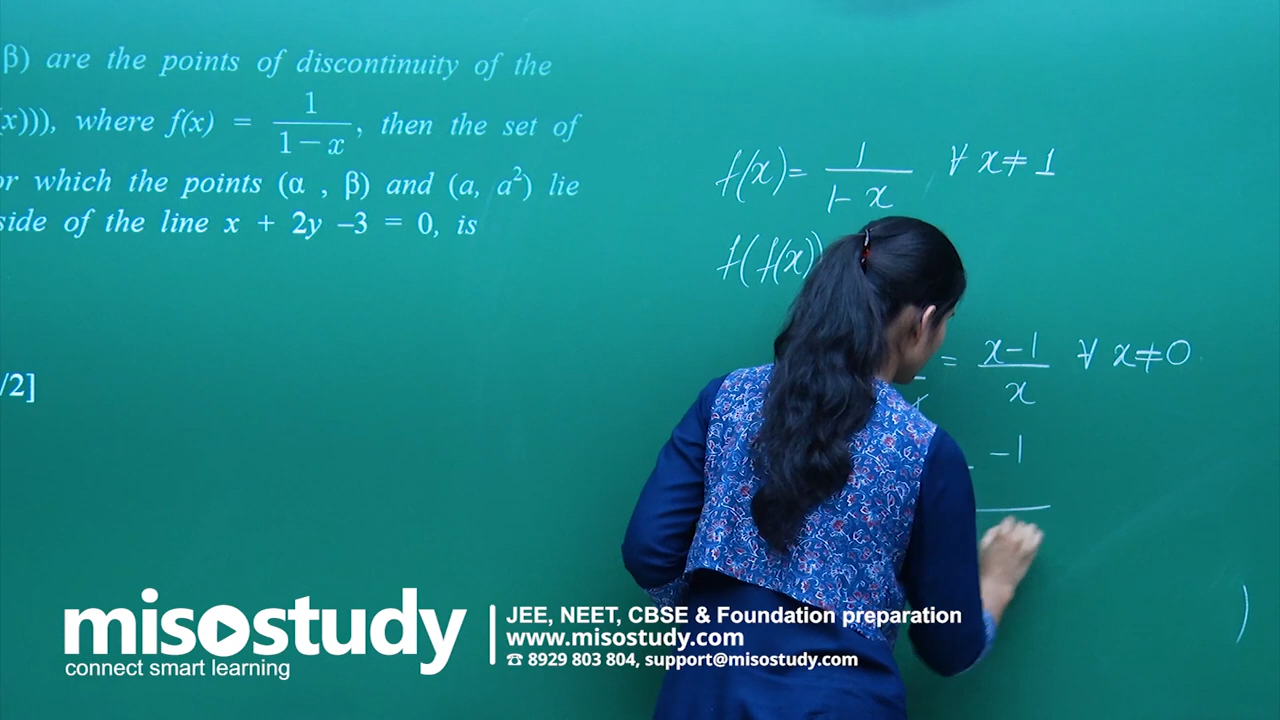 β) are the points of discontinuity of the
(x))), where f(x) = 1/(1 − x), then the set of
or which the points (α , β) and (a, a²) lie
side of the line x + 2y −3 = 0, is
/2]
f(x) = 1/(1- x) ∀ x ≠ 1
f(f(x)
= (x-1)/x ∀ x ≠ 0
-1
)
misostudy
connect smart learning
JEE, NEET, CBSE & Foundation preparation
www.misostudy.com
☎ 8929 803 804, support@misostudy.com